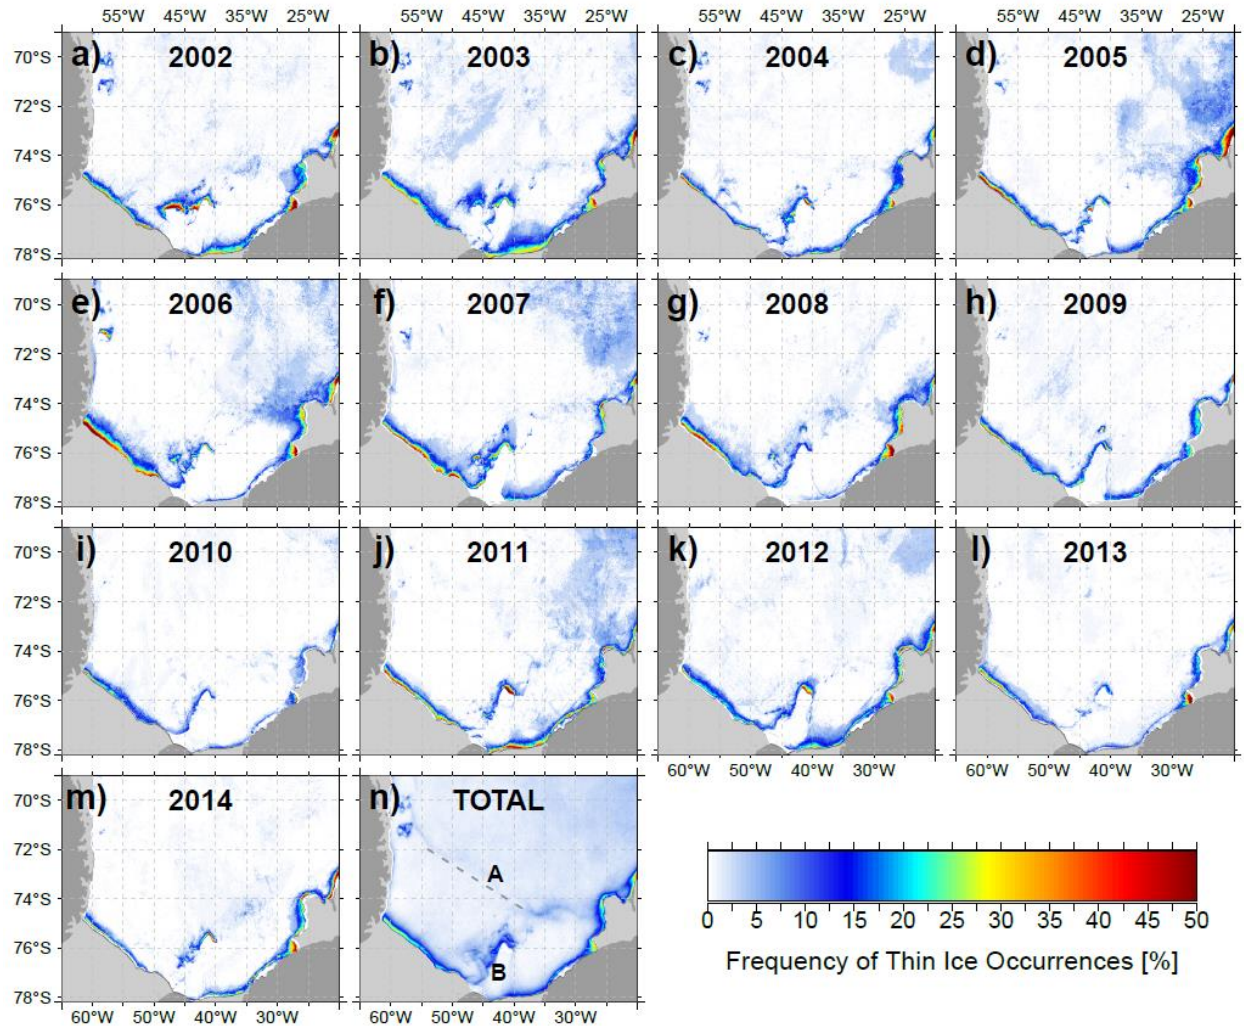 55°W 45°W 35°W 25°W 55°W 45°W 35°W 25°W 55°W 45°W 35°W 25°W 55°W 45°W 35°W 25°W
70°S a) 2002 b) 2003 c) 2004 d) 2005
72°S
74°S
76°S
78°S
70°S e) 2006 f) 2007 g) 2008 h) 2009
72°S
74°S
76°S
78°S
70°S i) 2010 j) 2011 k) 2012 l) 2013
72°S
74°S
76°S
78°S
60°W 50°W 40°W 30°W 60°W 50°W 40°W 30°W
70°S m) 2014 n) TOTAL
72°S
A
74°S
76°S
B
78°S
60°W 50°W 40°W 30°W 60°W 50°W 40°W 30°W
0 5 10 15 20 25 30 35 40 45 50
Frequency of Thin Ice Occurrences [%]